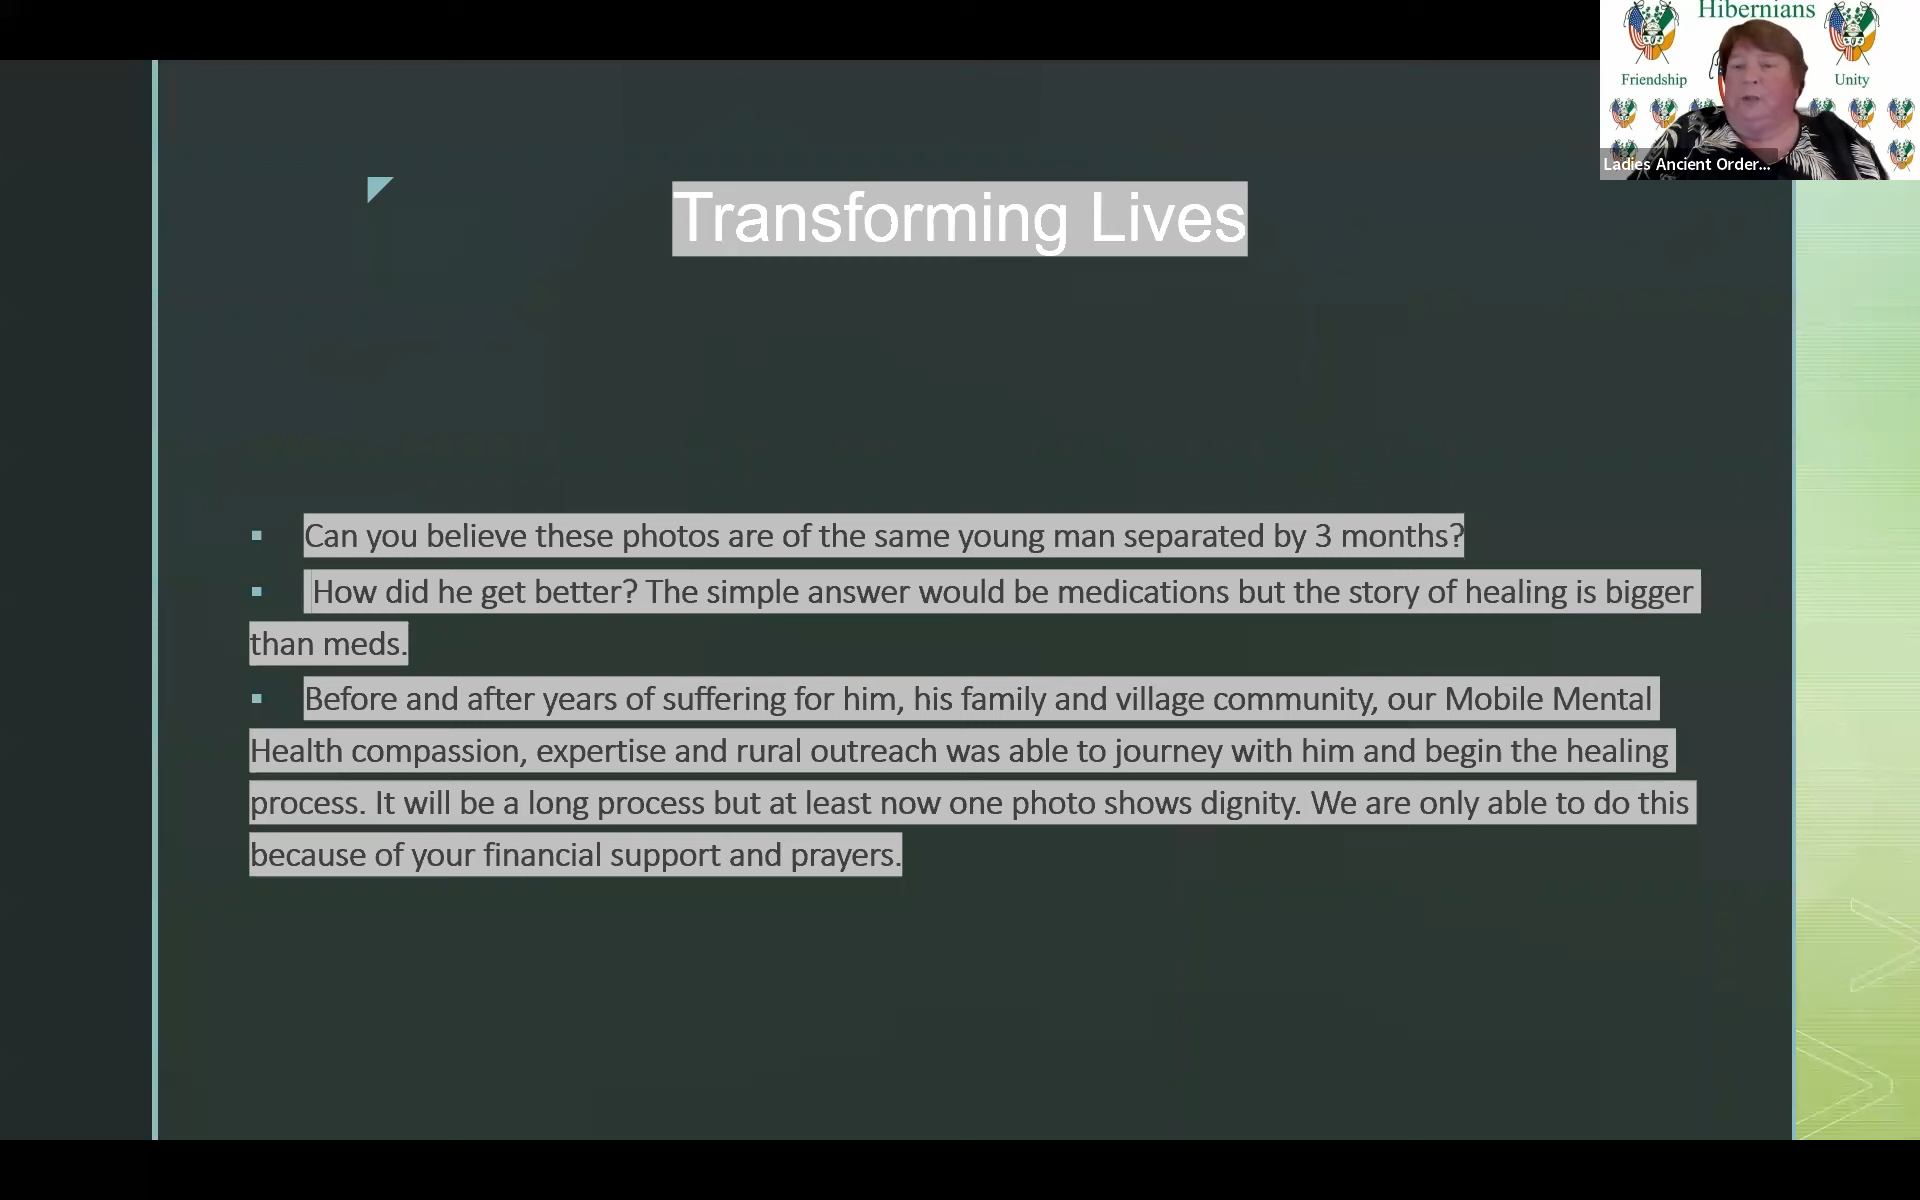 Hibernians
Friendship
Unity
Ladies Ancient Order...
Transforming Lives
Can you believe these photos are of the same young man separated by 3 months?
How did he get better? The simple answer would be medications but the story of healing is bigger
than meds.
Before and after years of suffering for him, his family and village community, our Mobile Mental
Health compassion, expertise and rural outreach was able to journey with him and begin the healing
process. It will be a long process but at least now one photo shows dignity. We are only able to do this
because of your financial support and prayers.